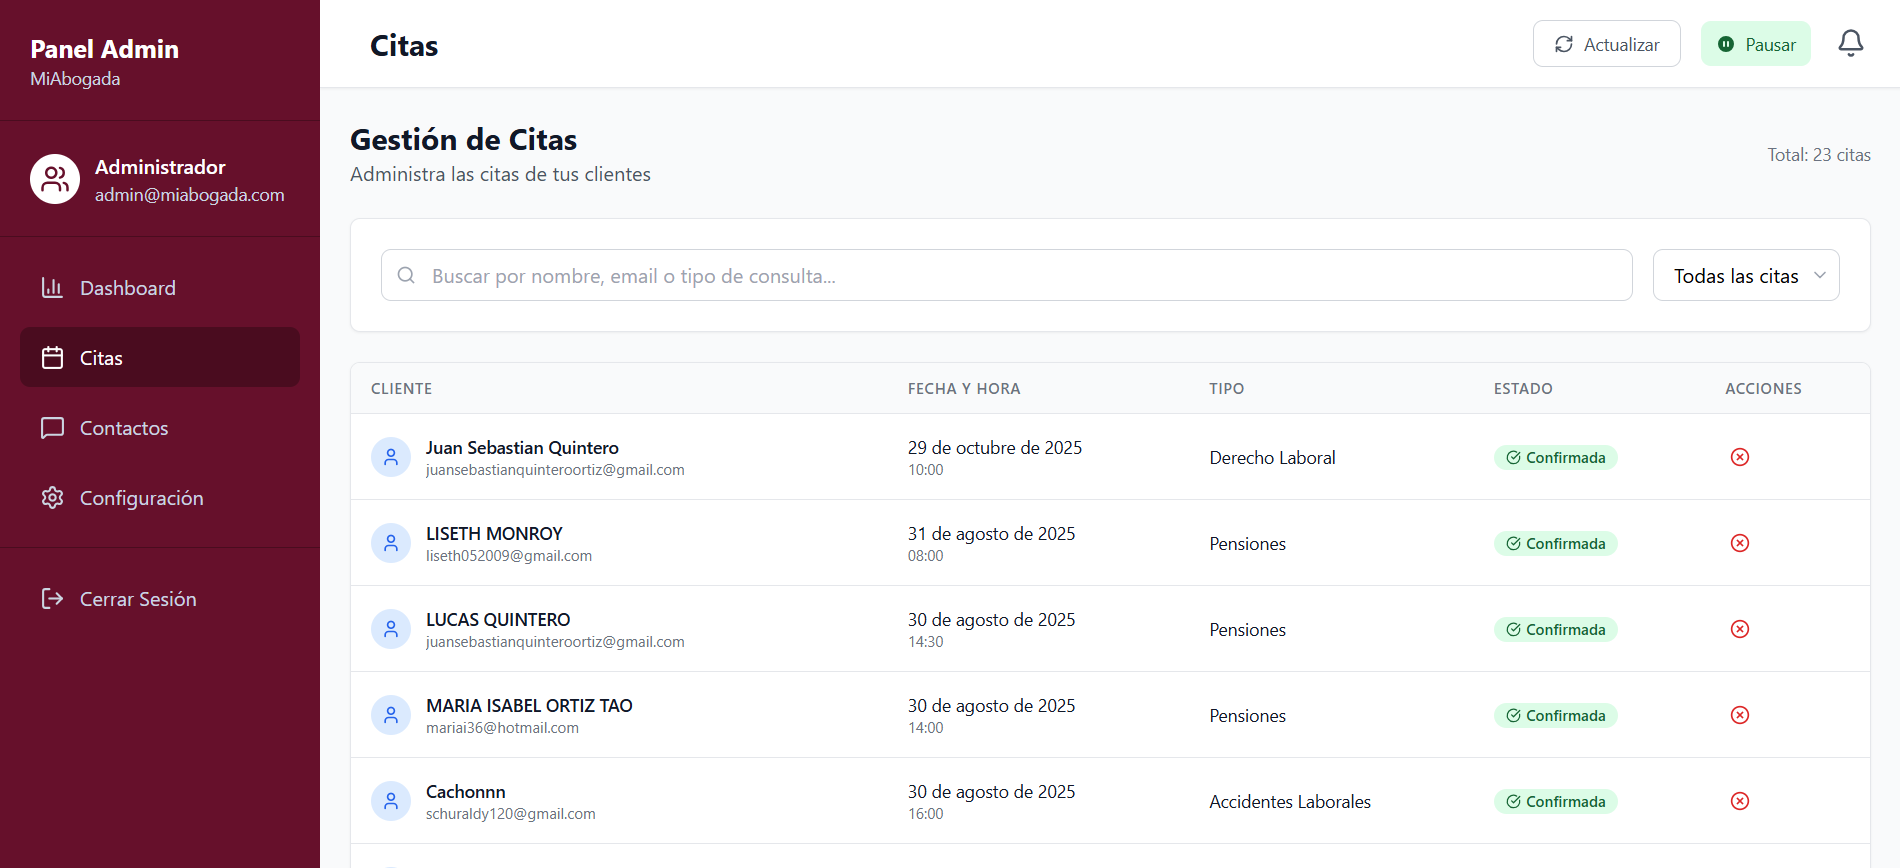 Panel Admin
MiAbogada
Administrador
admin@miabogada.com
Dashboard
Citas
Contactos
Configuración
Cerrar Sesión
Citas
Actualizar
Pausar
Gestión de Citas
Administra las citas de tus clientes
Total: 23 citas
Buscar por nombre, email o tipo de consulta...
Todas las citas
CLIENTE FECHA Y HORA TIPO ESTADO ACCIONES
Juan Sebastian Quintero 29 de octubre de 2025
juansebastianquinteroortiz@gmail.com 10:00
Derecho Laboral Confirmada
LISETH MONROY 31 de agosto de 2025
liseth052009@gmail.com 08:00
Pensiones Confirmada
LUCAS QUINTERO 30 de agosto de 2025
juansebastianquinteroortiz@gmail.com 14:30
Pensiones Confirmada
MARIA ISABEL ORTIZ TAO 30 de agosto de 2025
mariai36@hotmail.com 14:00
Pensiones Confirmada
Cachonnn 30 de agosto de 2025
schuraldy120@gmail.com 16:00
Accidentes Laborales Confirmada